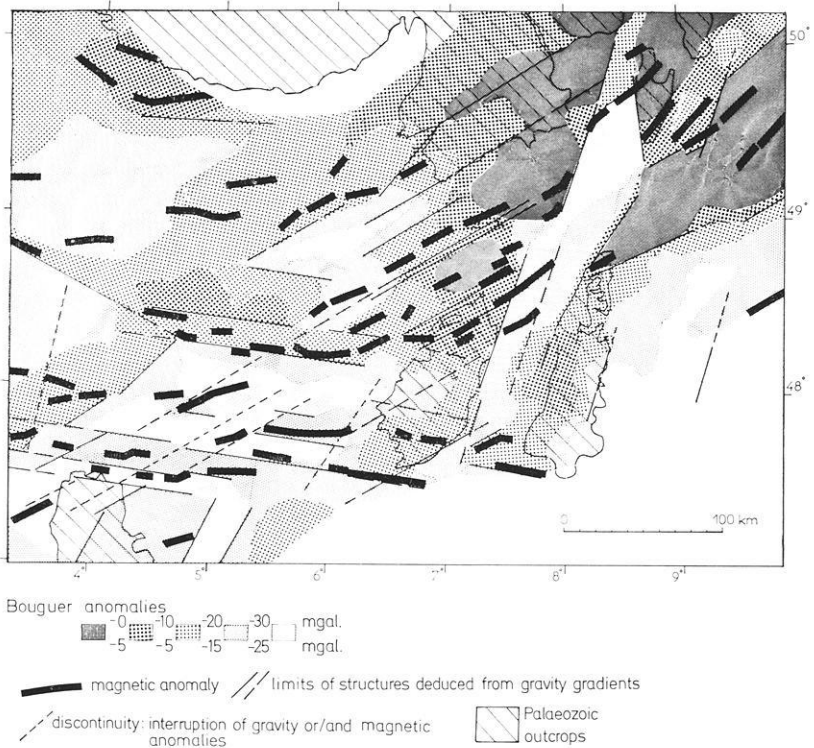 50°
49°
48°
0 100 km
4° 5° 6° 7° 8° 9°
Bouguer anomalies
-0 -10 -20 -30 mgal.
-5 -5 -15 -25 mgal.
magnetic anomaly
limits of structures deduced from gravity gradients
discontinuity: interruption of gravity or/and magnetic
anomalies
Palaeozoic
outcrops